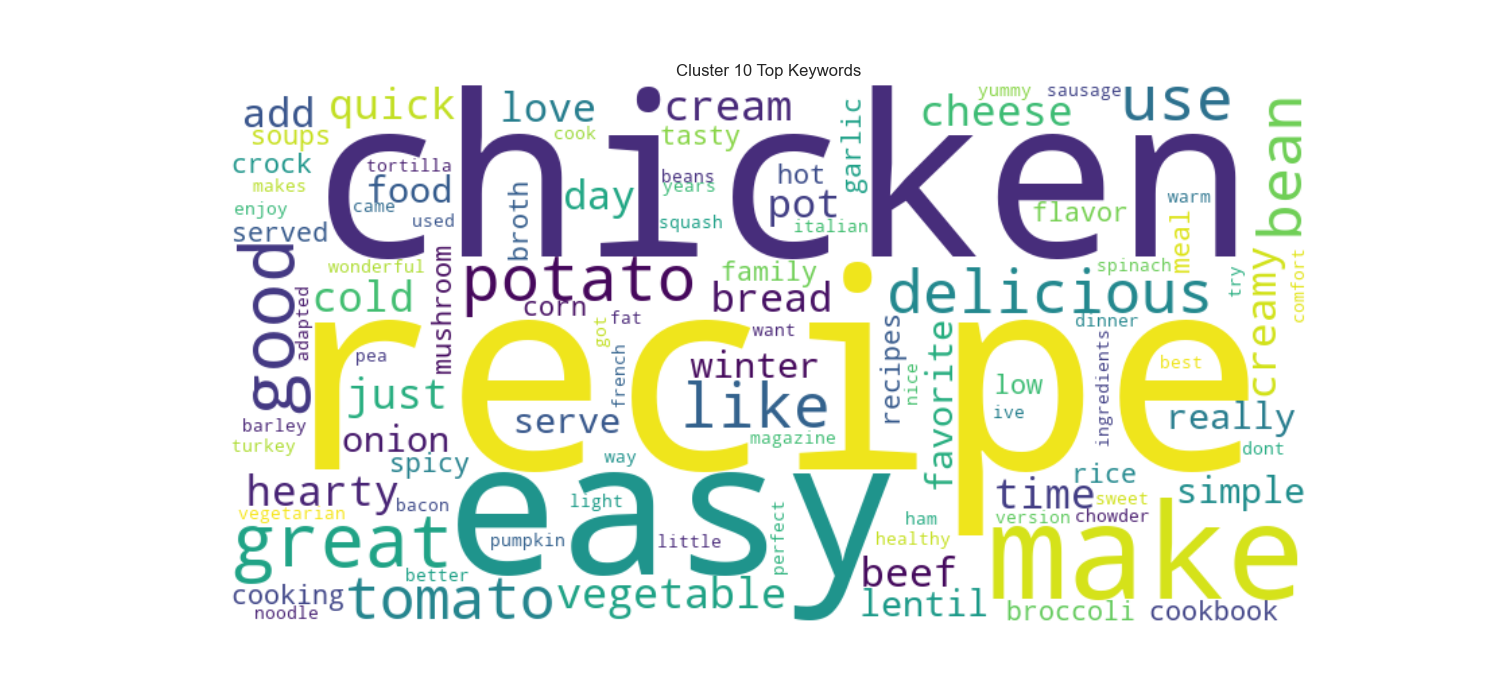 Cluster 10 Top Keywords
add
quick
love
cream
cheese
yummy
sausage
use
soups
chicken
cook
tasty
garlic
bean
crock
tortilla
makes
food
came
used
broth
day
beans
years
hot
pot
squash
italian
flavor
warm
enjoy
served
good
wonderful
cold
adapted
mushroom
potato
corn
family
bread
delicious
spinach
meal
try
comfort
creamy
recipe
fat
got
want
dinner
pea
french
winter
recipes
nice
favorite
low
ive
ingredients
best
just
like
really
barley
turkey
onion
serve
magazine
dont
spicy
way
rice
hearty
bacon
easy
light
time
sweet
simple
vegetarian
version
chowder
great
pumpkin
little
perfect
ham
healthy
make
better
beef
cooking
noodle
tomato
vegetable
lentil
broccoli
cookbook